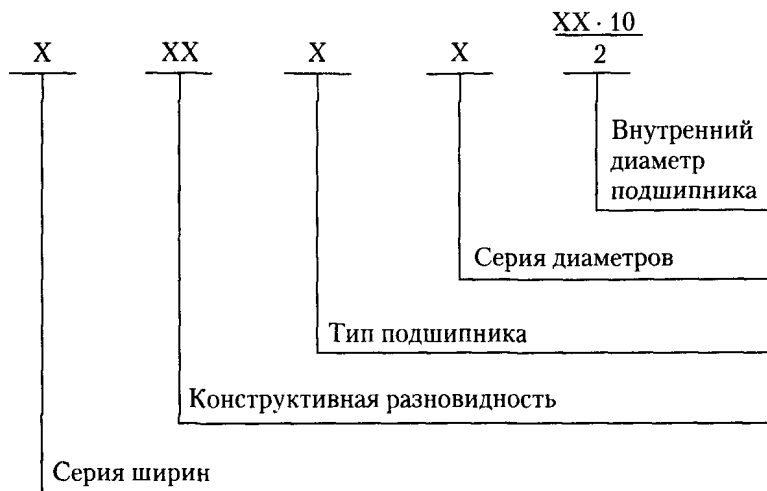 XX · 10
X XX X X 2
Внутренний
диаметр
подшипника
Серия диаметров
Тип подшипника
Конструктивная разновидность
Серия ширин